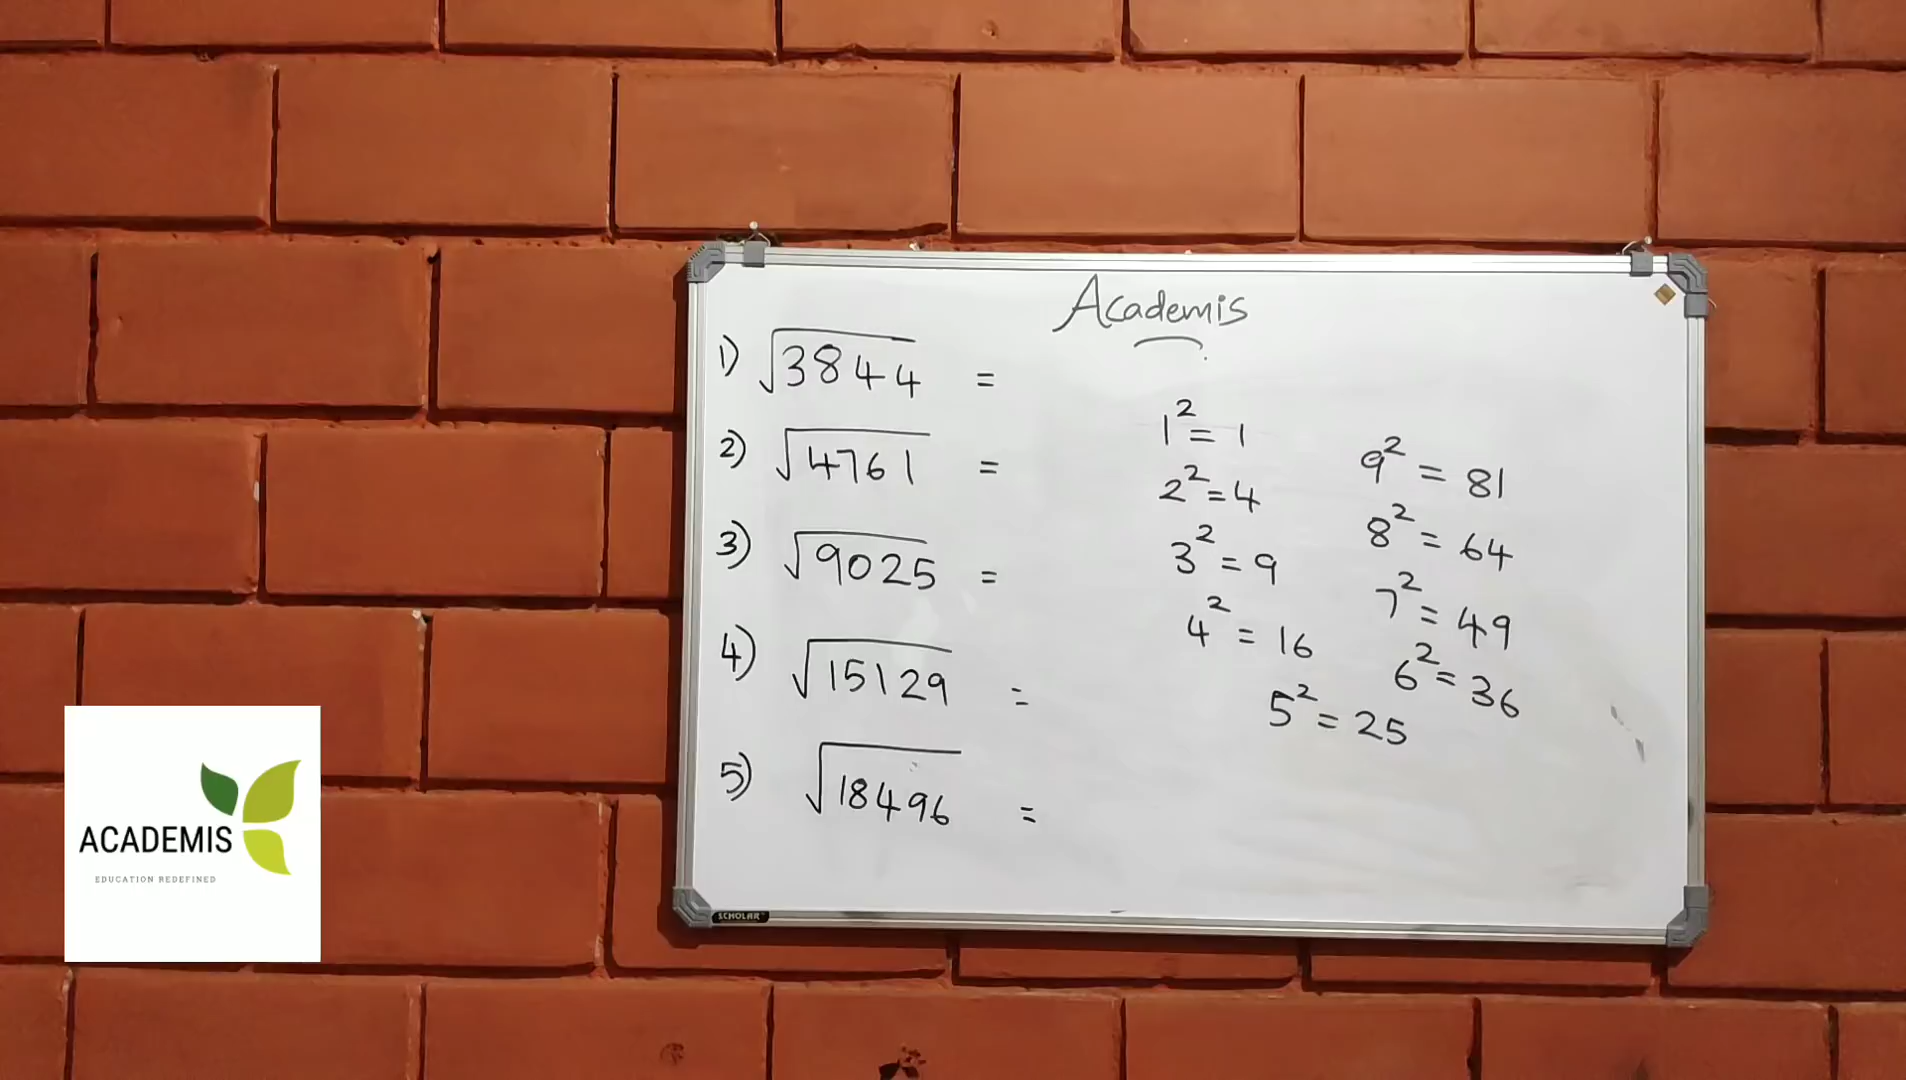 Academis
1) √3844 =
2) √4761 =
3) √9025 =
4) √15129 =
5) √18496 =
1² = 1
2² = 4
3² = 9
4² = 16
5² = 25
9² = 81
8² = 64
7² = 49
6² = 36
SCHOLAR
ACADEMIS
EDUCATION REDEFINED